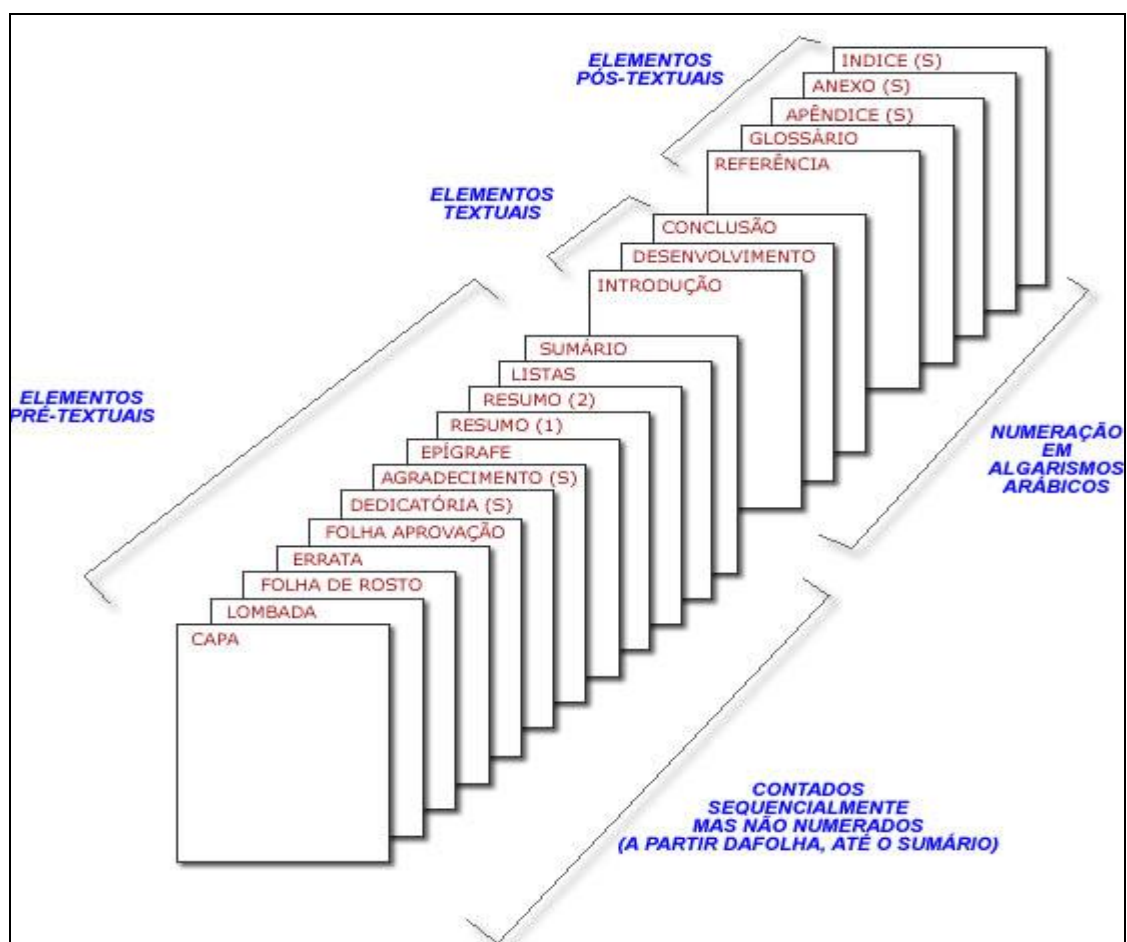 ELEMENTOS
PÓS-TEXTUAIS
INDICE (S)
ANEXO (S)
APÊNDICE (S)
GLOSSÁRIO
REFERÊNCIA
ELEMENTOS
TEXTUAIS
CONCLUSÃO
DESENVOLVIMENTO
INTRODUÇÃO
ELEMENTOS
PRÉ-TEXTUAIS
SUMÁRIO
LISTAS
RESUMO (2)
RESUMO (1)
EPÍGRAFE
AGRADECIMENTO (S)
DEDICATÓRIA (S)
FOLHA APROVAÇÃO
ERRATA
FOLHA DE ROSTO
LOMBADA
CAPA
NUMERAÇÃO
EM
ALGARISMOS
ARÁBICOS
CONTADOS
SEQUENCIALMENTE
MAS NÃO NUMERADOS
(A PARTIR DAFOLHA, ATÉ O SUMÁRIO)